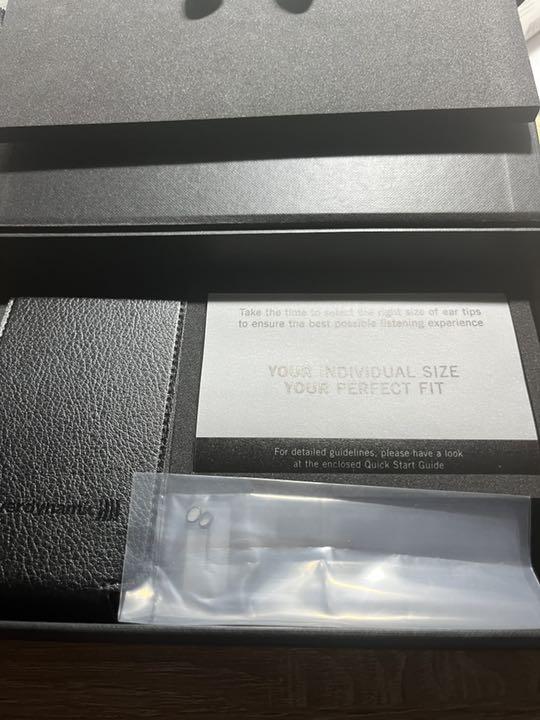 Take the time to select the right size of ear tips
to ensure the best possible listening experience
YOUR INDIVIDUAL SIZE
YOUR PERFECT FIT
For detailed guidelines, please have a look
at the enclosed Quick Start Guide